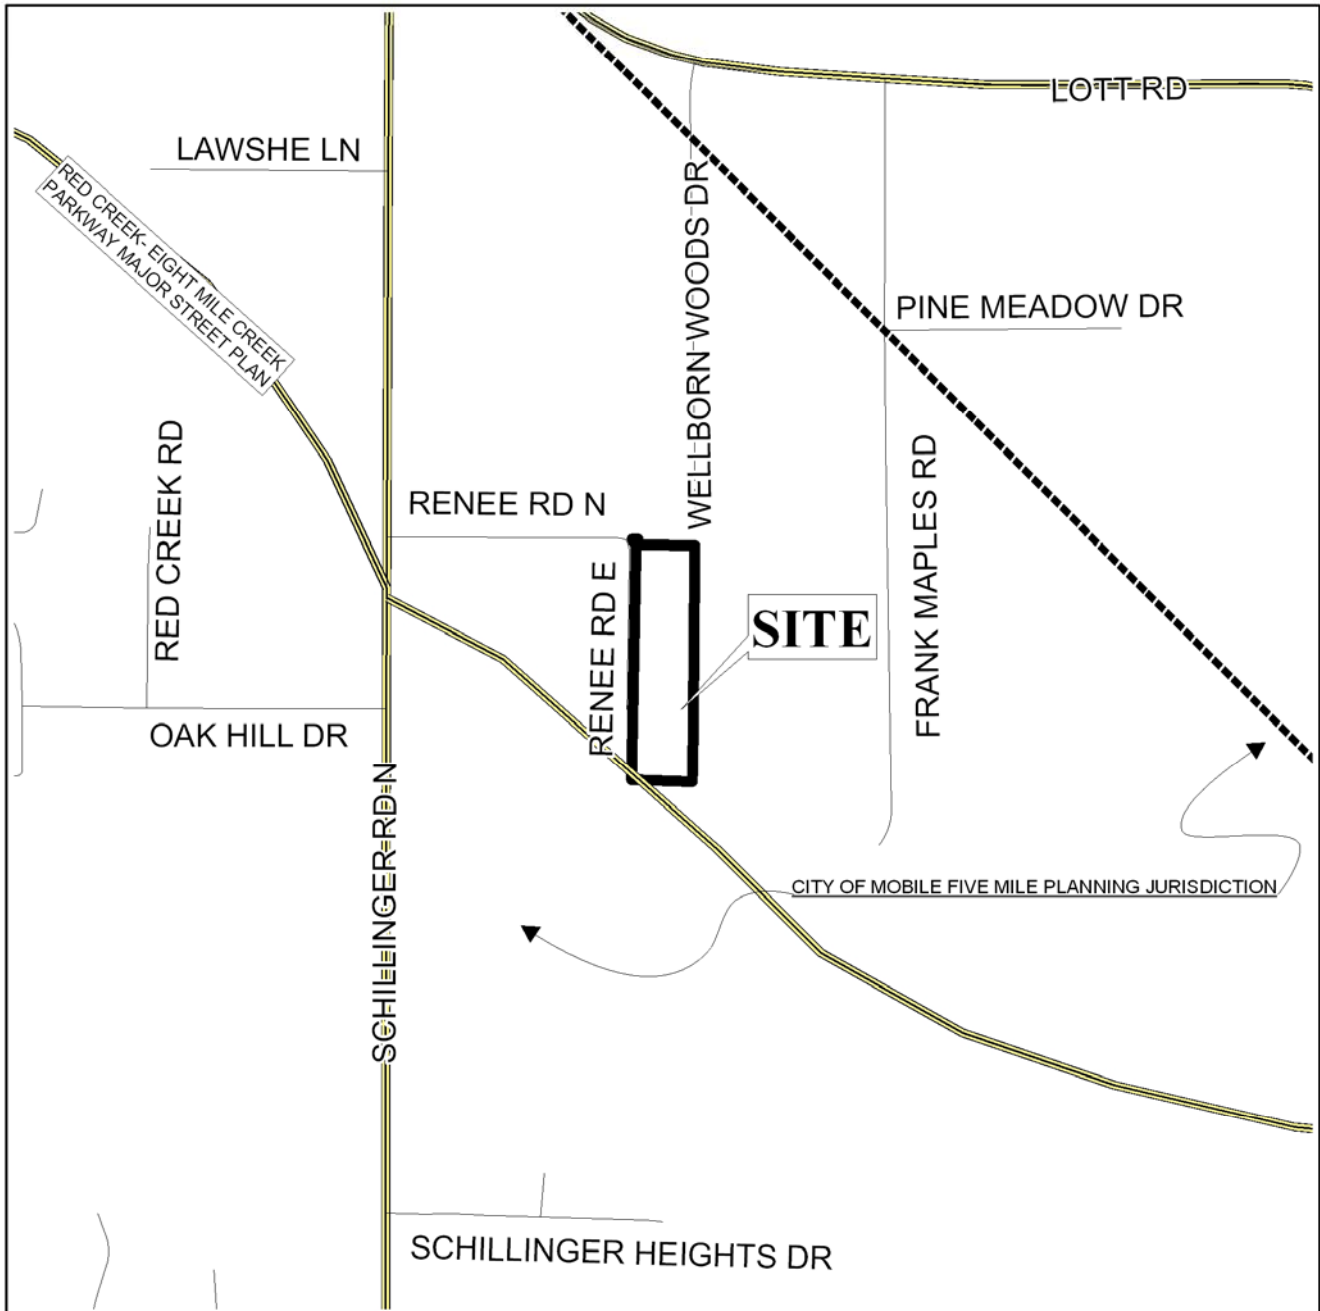 LOTT RD
LAWSHE LN
RED CREEK- EIGHT MILE CREEK
PARKWAY MAJOR STREET PLAN
WELLBORN WOODS DR
PINE MEADOW DR
RED CREEK RD
RENEE RD N
FRANK MAPLES RD
RENEE RD E
SITE
OAK HILL DR
SCHILLINGER RD N
CITY OF MOBILE FIVE MILE PLANNING JURISDICTION
SCHILLINGER HEIGHTS DR